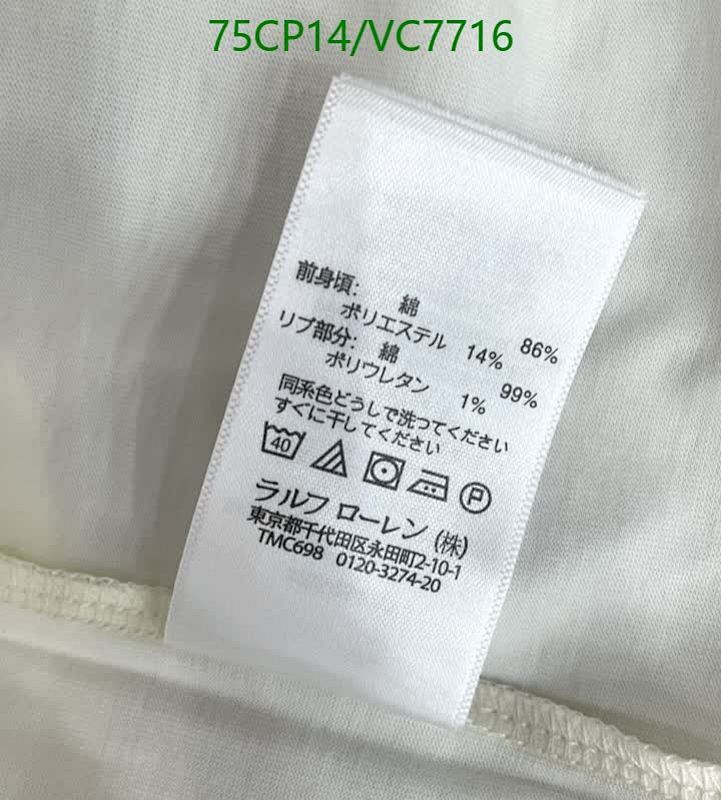 75CP14/VC7716
前身頃: 綿 86%
ポリエステル 14%
リブ部分: 綿 99%
ポリウレタン 1%
同系色どうしで洗ってください
すぐに干してください
40 P
ラルフ ローレン (株)
東京都千代田区永田町2-10-1
TMC698 0120-3274-20